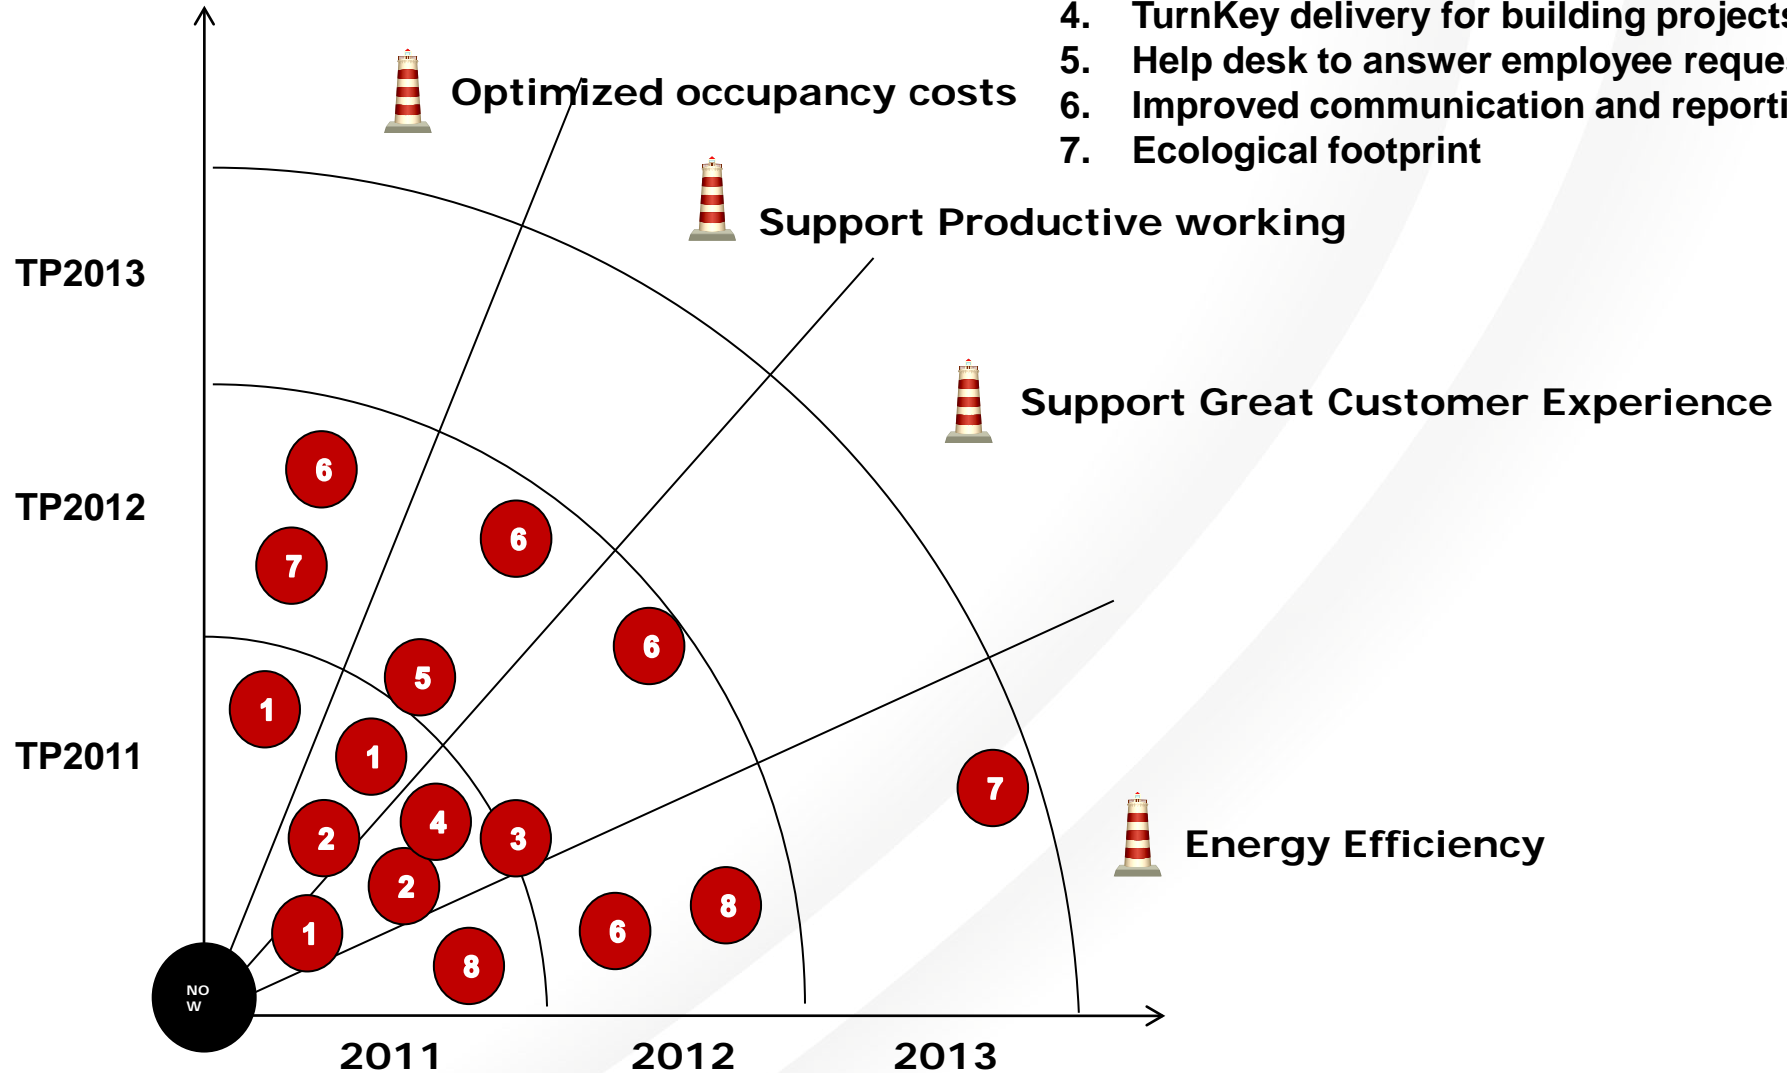 4. TurnKey delivery for building projects
5. Help desk to answer employee
6. Improved communication and
7. Ecological footprint
Optimized occupancy costs
Support Productive working
TP2013
Support Great Customer Experience
6
TP2012
6
7
6
5
1
TP2011
1
7
4
3
2
Energy Efficiency
2
8
6
1
8
NO
W
2011
2012
2013